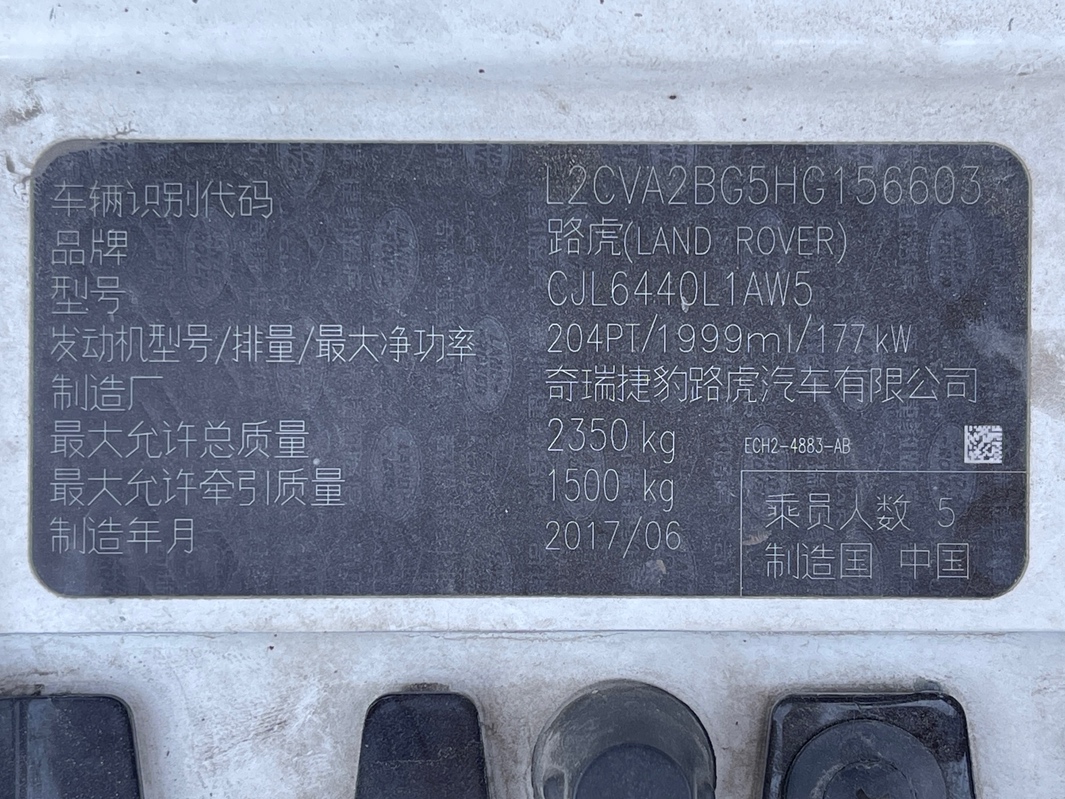 车辆识别代码 L2CVA2BG5HG156603
品牌 路虎(LAND ROVER)
型号 CJL6440L1AW5
发动机型号/排量/最大净功率 204PT/1999ml/177kW
制造厂 奇瑞捷豹路虎汽车有限公司
最大允许总质量 2350 kg ECH2-4883-AB
最大允许牵引质量 1500 kg
制造年月 2017/06
乘员人数 5
制造国 中国